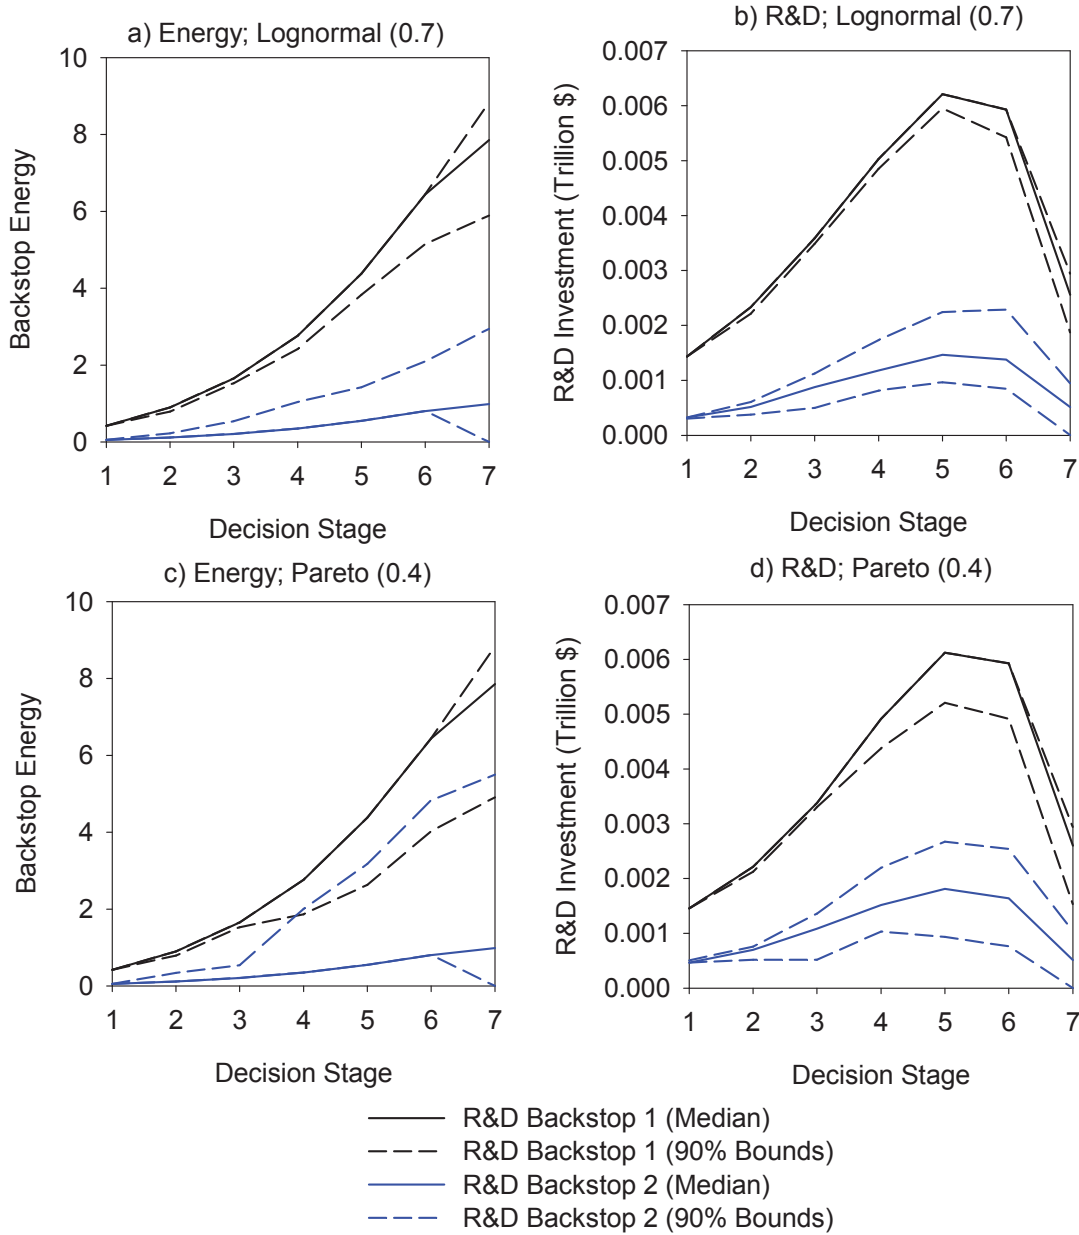 a) Energy; Lognormal (0.7)
10
8
6
4
2
0
Backstop Energy
1 2 3 4 5 6 7
Decision Stage
b) R&D; Lognormal (0.7)
0.007
0.006
0.005
0.004
0.003
0.002
0.001
0.000
R&D Investment (Trillion $)
1 2 3 4 5 6 7
Decision Stage
c) Energy; Pareto (0.4)
10
8
6
4
2
0
Backstop Energy
1 2 3 4 5 6 7
Decision Stage
d) R&D; Pareto (0.4)
0.007
0.006
0.005
0.004
0.003
0.002
0.001
0.000
R&D Investment (Trillion $)
1 2 3 4 5 6 7
Decision Stage
R&D Backstop 1 (Median)
R&D Backstop 1 (90% Bounds)
R&D Backstop 2 (Median)
R&D Backstop 2 (90% Bounds)